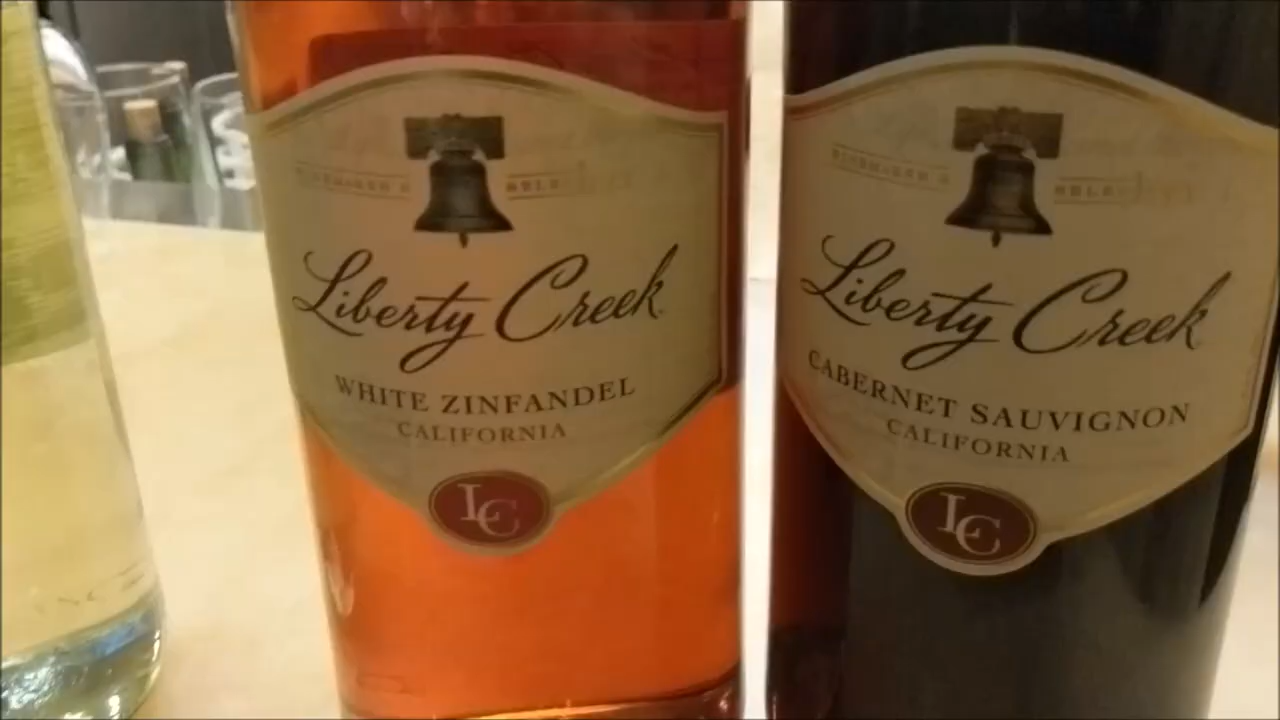 Liberty Creek
WHITE ZINFANDEL
CALIFORNIA
LC
Liberty Creek
CABERNET SAUVIGNON
CALIFORNIA
LC